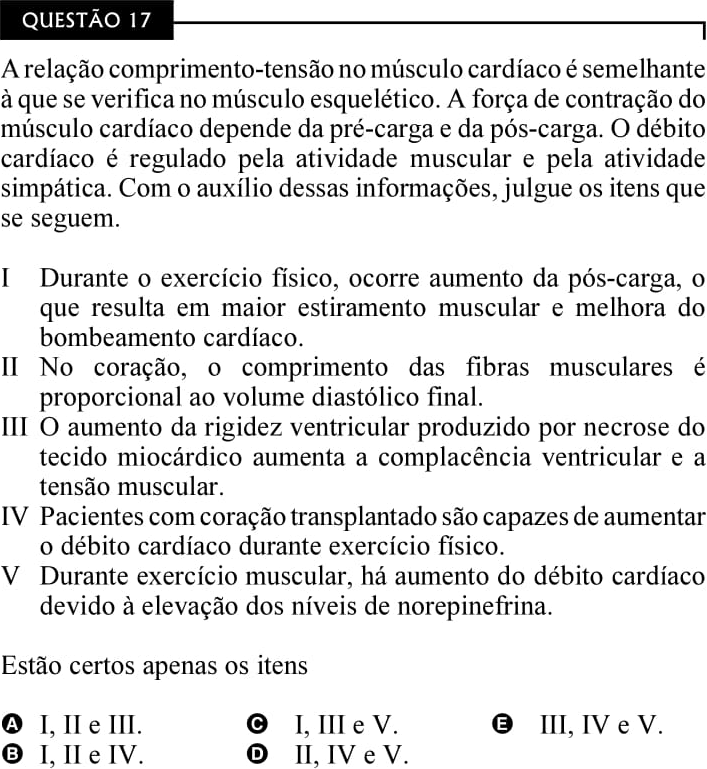 QUESTÃO 17
A relação comprimento-tensão no músculo cardíaco é semelhante
à que se verifica no músculo esquelético. A força de contração do
músculo cardíaco depende da pré-carga e da pós-carga. O débito
cardíaco é regulado pela atividade muscular e pela atividade
simpática. Com o auxílio dessas informações, julgue os itens que
se seguem.
I Durante o exercício físico, ocorre aumento da pós-carga, o
que resulta em maior estiramento muscular e melhora do
bombeamento cardíaco.
II No coração, o comprimento das fibras musculares é
proporcional ao volume diastólico final.
III O aumento da rigidez ventricular produzido por necrose do
tecido miocárdico aumenta a complacência ventricular e a
tensão muscular.
IV Pacientes com coração transplantado são capazes de aumentar
o débito cardíaco durante exercício físico.
V Durante exercício muscular, há aumento do débito cardíaco
devido à elevação dos níveis de norepinefrina.
Estão certos apenas os itens
A I, II e III. C I, III e V. E III, IV e V.
B I, II e IV. D II, IV e V.